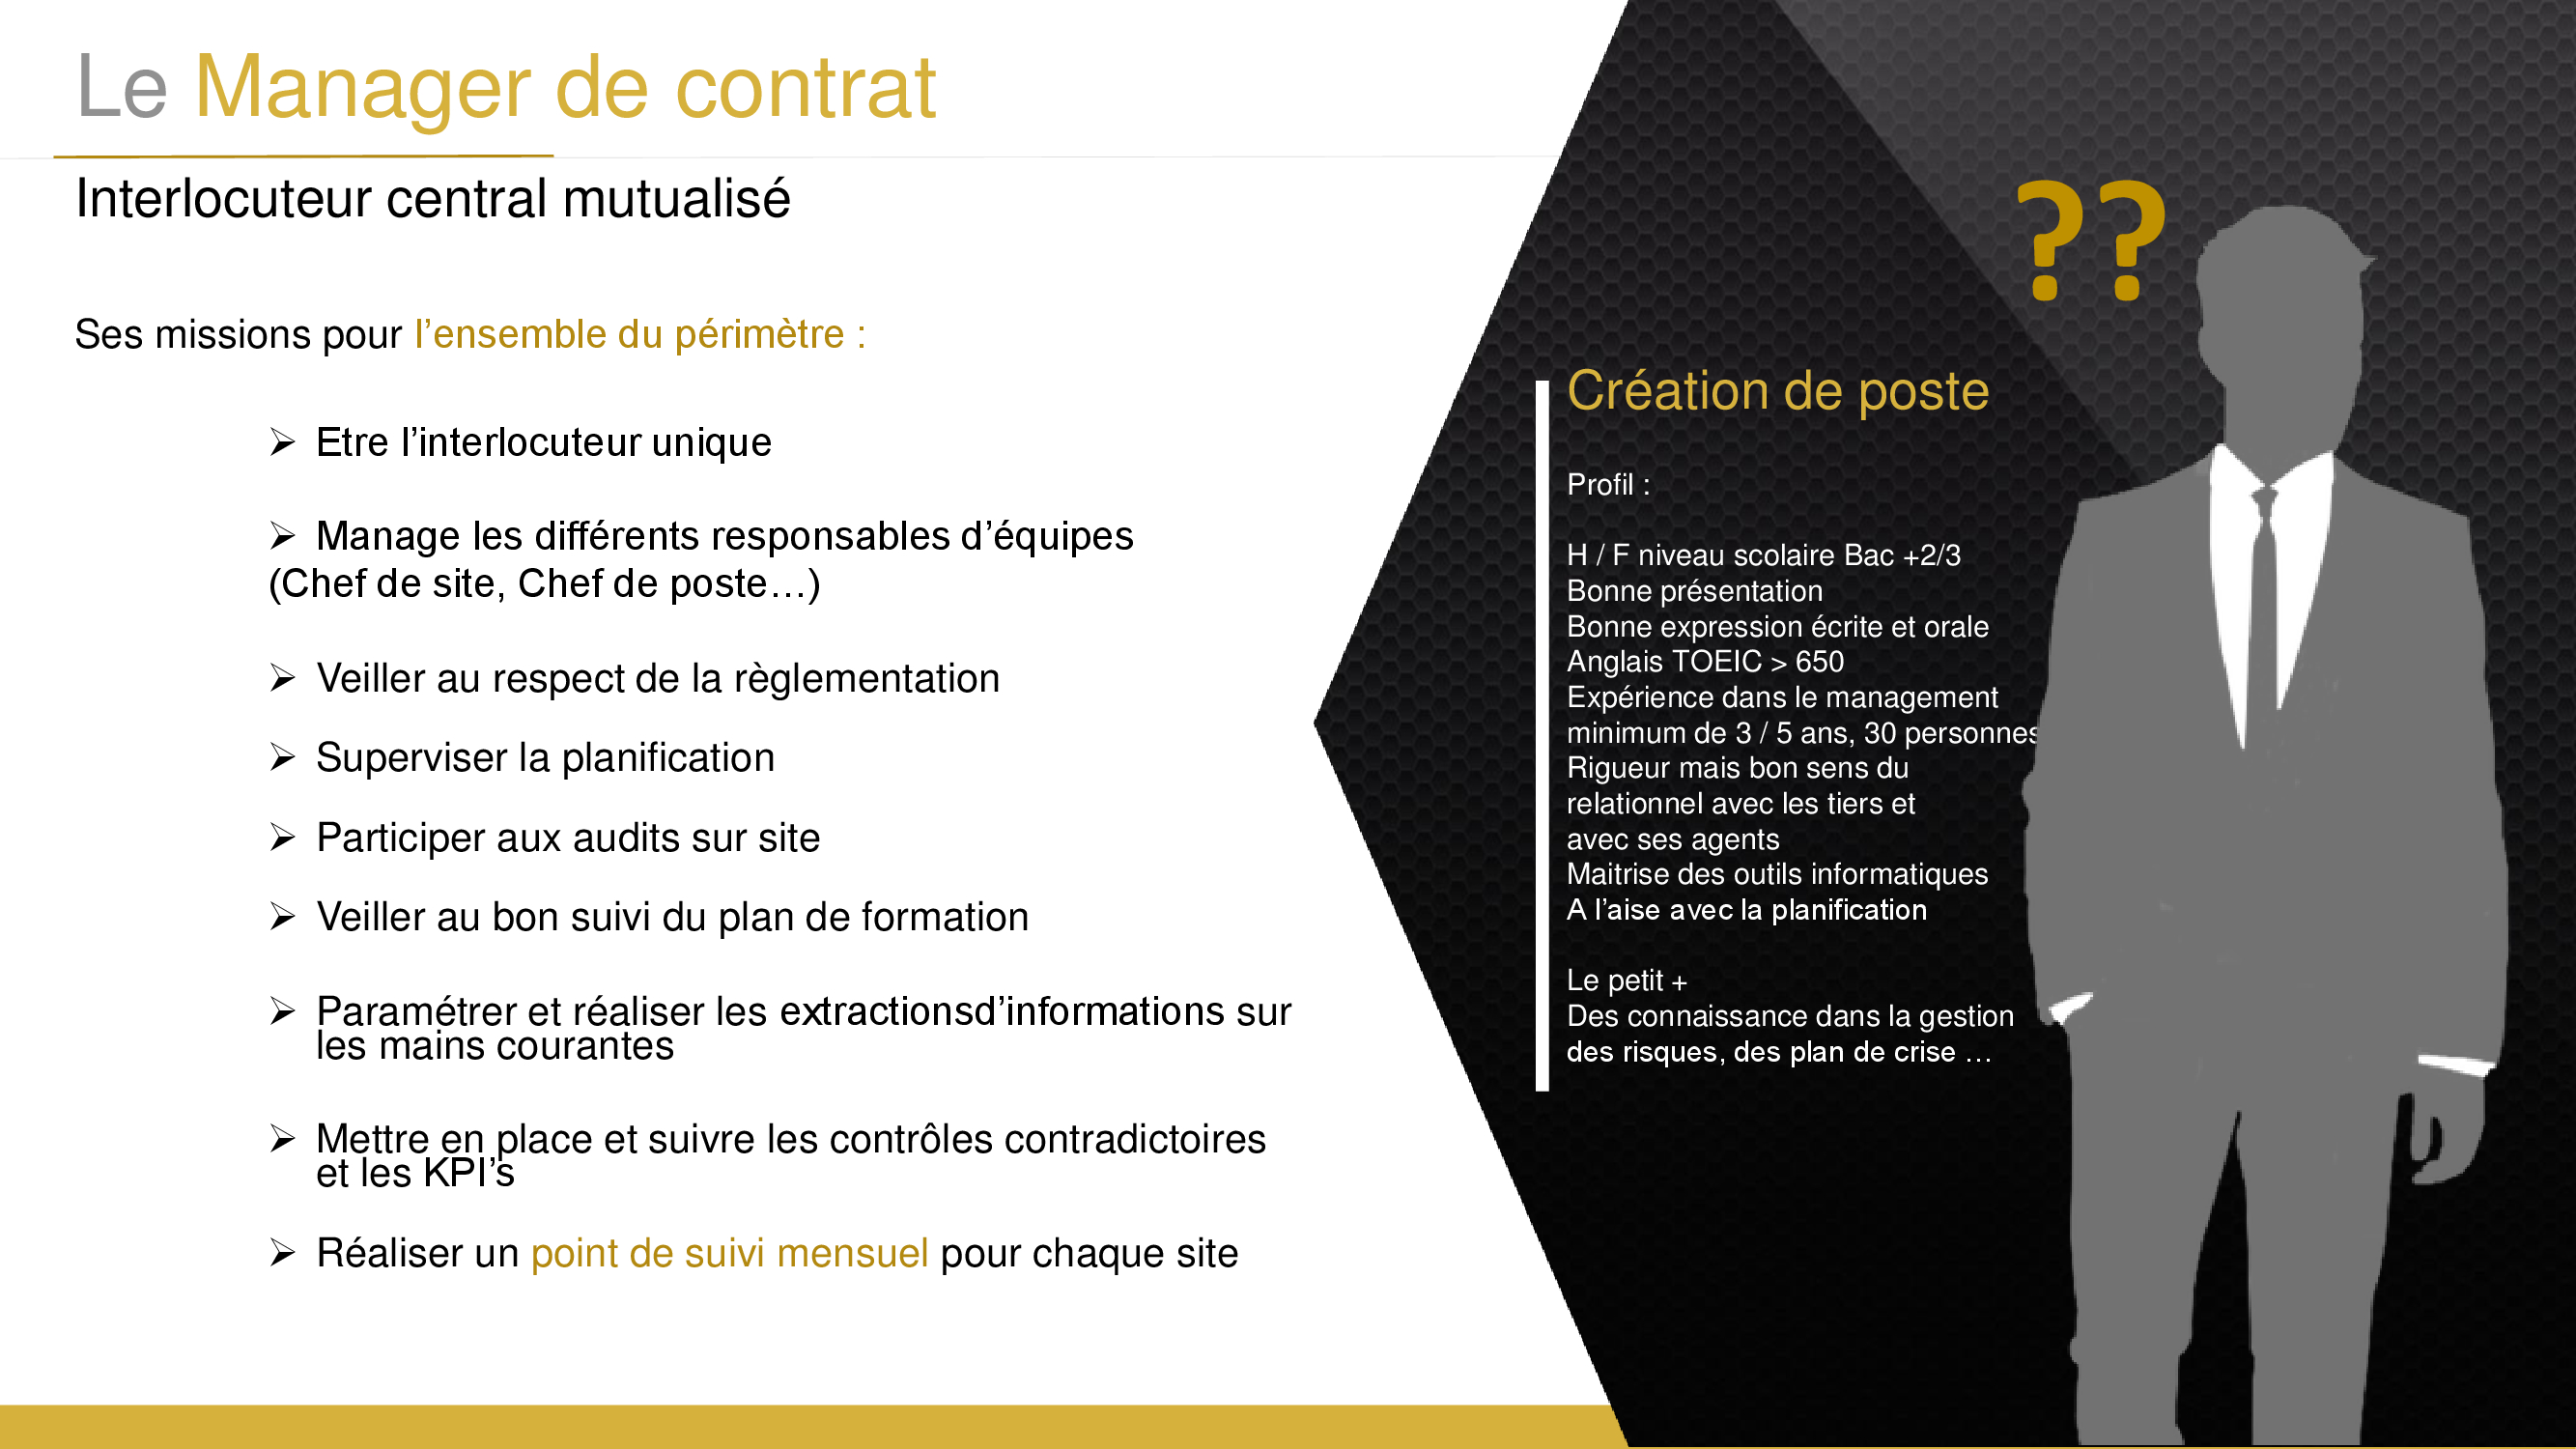 Le Manager de contrat
Interlocuteur central mutualisé
Ses missions pour l’ensemble du périmètre :
➢ Etre l’interlocuteur unique
➢ Manage les différents responsables d’équipes
(Chef de site, Chef de poste…)
➢ Veiller au respect de la règlementation
➢ Superviser la planification
➢ Participer aux audits sur site
➢ Veiller au bon suivi du plan de formation
➢ Paramétrer et réaliser les extractionsd’informations sur
les mains courantes
➢ Mettre en place et suivre les contrôles contradictoires
et les KPI’s
➢ Réaliser un point de suivi mensuel pour chaque site
??
Création de poste
Profil :
H / F niveau scolaire Bac +2/3
Bonne présentation
Bonne expression écrite et orale
Anglais TOEIC > 650
Expérience dans le management
minimum de 3 / 5 ans, 30 personnes
Rigueur mais bon sens du
relationnel avec les tiers et
avec ses agents
Maitrise des outils informatiques
A l’aise avec la planification
Le petit +
Des connaissance dans la gestion
des risques, des plan de crise …